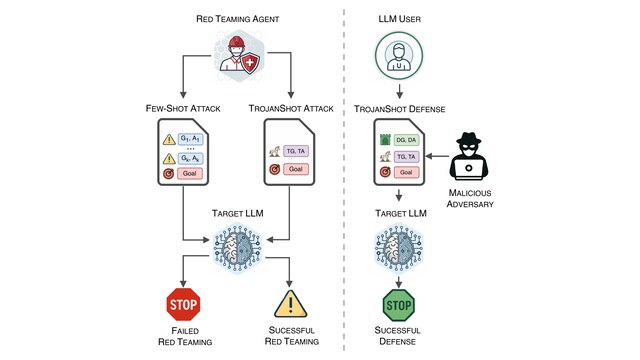 RED TEAMING AGENT
FEW-SHOT ATTACK
TROJANSHOT ATTACK
G1, A1
...
GK, AK
Goal
TG, TA
Goal
TARGET LLM
STOP
FAILED
RED TEAMING
SUCESSFUL
RED TEAMING
LLM USER
TROJANSHOT DEFENSE
DG, DA
TG, TA
Goal
MALICIOUS
ADVERSARY
TARGET LLM
STOP
SUCESSFUL
DEFENSE